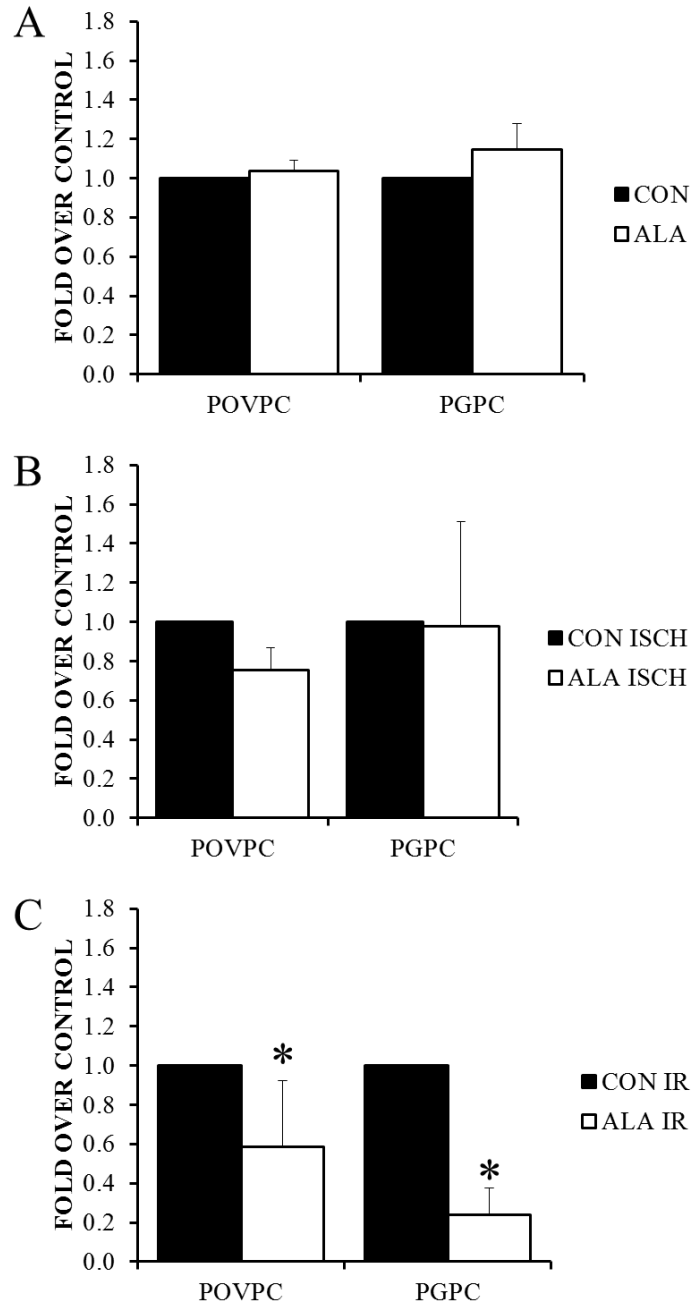 A
FOLD OVER CONTROL
1.8
1.6
1.4
1.2
1.0
0.8
0.6
0.4
0.2
0.0
POVPC
PGPC
CON
ALA
B
FOLD OVER CONTROL
1.8
1.6
1.4
1.2
1.0
0.8
0.6
0.4
0.2
0.0
POVPC
PGPC
CON ISCH
ALA ISCH
C
FOLD OVER CONTROL
1.8
1.6
1.4
1.2
1.0
0.8
0.6
0.4
0.2
0.0
*
*
POVPC
PGPC
CON IR
ALA IR